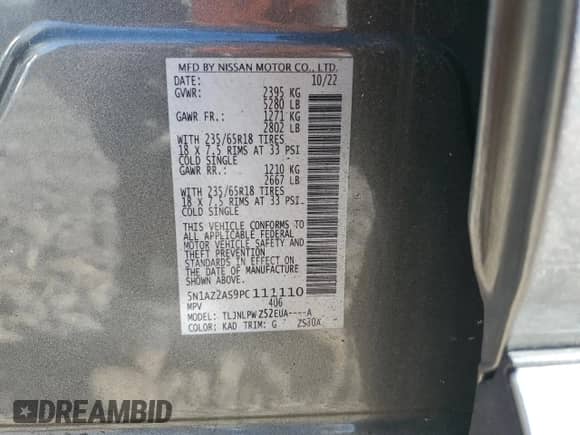 MFD BY NISSAN MOTOR CO., LTD.
DATE: 10/22
GVWR: 2395 KG
5280 LB
GAWR FR.: 1271 KG
2802 LB
WITH 235/65R18 TIRES
18 X 7.5 RIMS AT 33 PSI
COLD SINGLE
GAWR RR.: 1210 KG
2667 LB
WITH 235/65R18 TIRES
18 X 7.5 RIMS AT 33 PSI
COLD SINGLE
THIS VEHICLE CONFORMS TO
ALL APPLICABLE FEDERAL
MOTOR VEHICLE SAFETY AND
THEFT PREVENTION
STANDARDS IN EFFECT ON
THE DATE OF MANUFACTURE
SHOWN ABOVE.
5N1AZ2AS9PC111110
MPV 406
MODEL: TLJNLPW Z52EUA----A
COLOR: KAD TRIM: G
DREAMBID